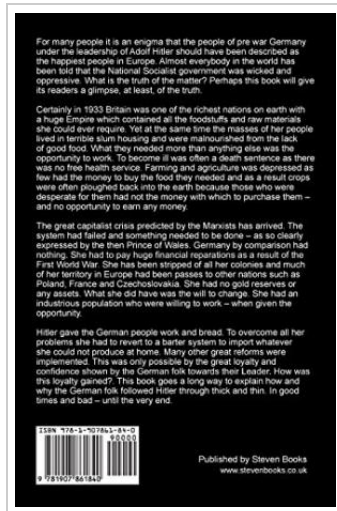 For many people it is an enigma that the people of pre war Germany
under the leadership of Adolf Hitler should have been described as
the happiest people in Europe. Almost everybody in the world has
been told that the National Socialist government was wicked and
oppressive. What is the truth of the matter? Perhaps this book will give
its readers a glimpse, at least, of the truth.
Certainly in 1933 Britain was one of the richest nations on earth with
a huge Empire which contained all the foodstuffs and raw materials
she could ever require. Yet at the same time the masses of her people
lived in terrible slum housing and were malnourished from the lack
of good food. What they needed more than anything else was the
opportunity to work. To become ill was often a death sentence as there
was no free health service. Farming and agriculture was depressed as
few had the money to buy the food they needed and as a result crops
were often ploughed back into the earth because those who were
desperate for them had not the money with which to purchase them –
and no opportunity to earn any money.
The great capitalist crisis predicted by the Marxists has arrived. The
system had failed and something needed to be done – as so clearly
expressed by the then Prince of Wales. Germany by comparison had
nothing. She had to pay huge financial reparations as a result of the
First World War. She has been stripped of all her colonies and much
of her territory in Europe had been passes to other nations such as
Poland, France and Czechoslovakia. She had no gold reserves or
any assets. What she did have was the will to change. She had an
industrious population who were willing to work – when given the
opportunity.
Hitler gave the German people work and bread. To overcome all her
problems she had to revert to a barter system to import whatever
she could not produce at home. Many other great reforms were
implemented. This was only possible by the great loyalty and
confidence shown by the German folk towards their Leader. How was
this loyalty gained?. This book goes a long way to explain how and
why the German folk followed Hitler through thick and thin. In good
times and bad – until the very end.
ISBN 978-1-907861-84-0
90000
9 781907 861840
Published by Steven Books
www.stevenbooks.co.uk